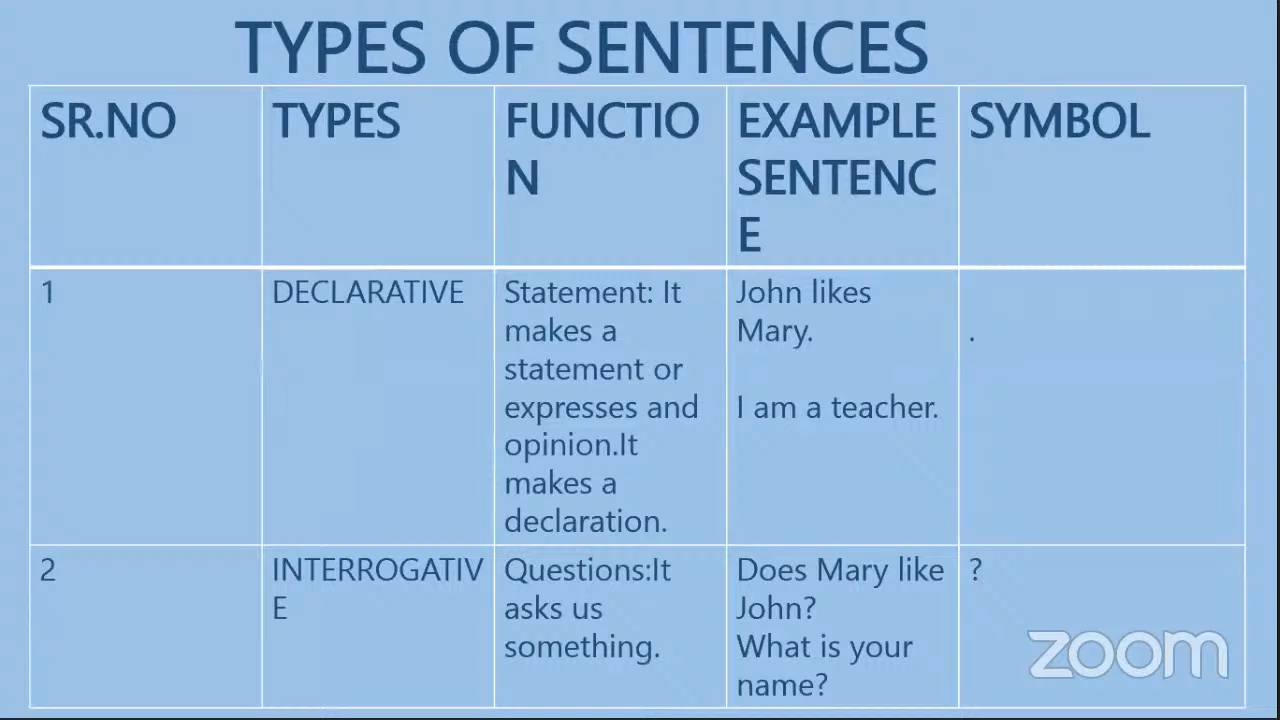 TYPES OF SENTENCES
SR.NO
TYPES
FUNCTIO
N
EXAMPLE
SENTENC
E
SYMBOL
1
DECLARATIVE
Statement: It
makes a
statement or
expresses and
opinion.It
makes a
declaration.
John likes
Mary.
I am a teacher.
.
2
INTERROGATIV
E
Questions:It
asks us
something.
Does Mary like
John?
What is your
name?
?
zoom